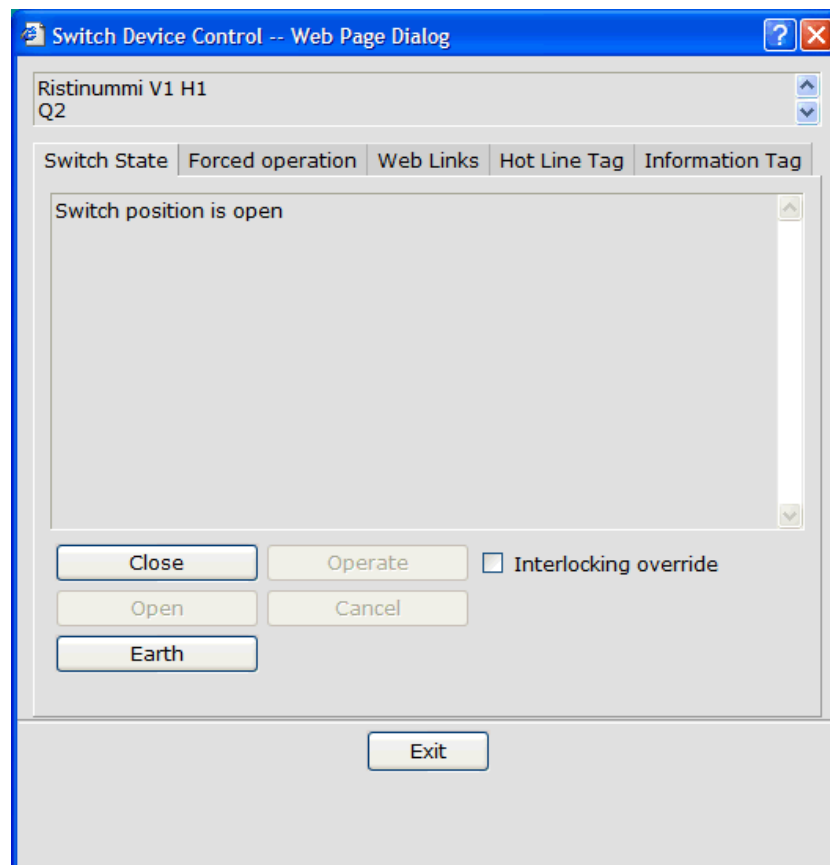 Switch Device Control -- Web Page Dialog
Ristinummi V1 H1
Q2
Switch State Forced operation Web Links Hot Line Tag Information Tag
Switch position is open
Close Operate Interlocking override
Open Cancel
Earth
Exit